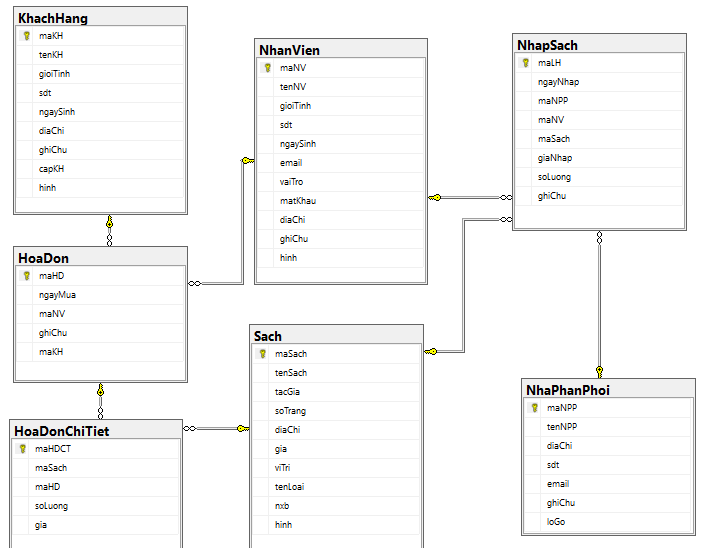 KhachHang
maKH
tenKH
gioiTinh
sdt
ngaySinh
diaChi
ghiChu
capKH
hinh
NhanVien
maNV
tenNV
gioiTinh
sdt
ngaySinh
email
vaiTro
matKhau
diaChi
ghiChu
hinh
NhapSach
maLH
ngayNhap
maNPP
maNV
maSach
giaNhap
soLuong
ghiChu
HoaDon
maHD
ngayMua
maNV
ghiChu
maKH
Sach
maSach
tenSach
tacGia
soTrang
diaChi
gia
viTri
tenLoai
nxb
hinh
NhaPhanPhoi
maNPP
tenNPP
diaChi
sdt
email
ghiChu
loGo
HoaDonChiTiet
maHDCT
maSach
maHD
soLuong
gia